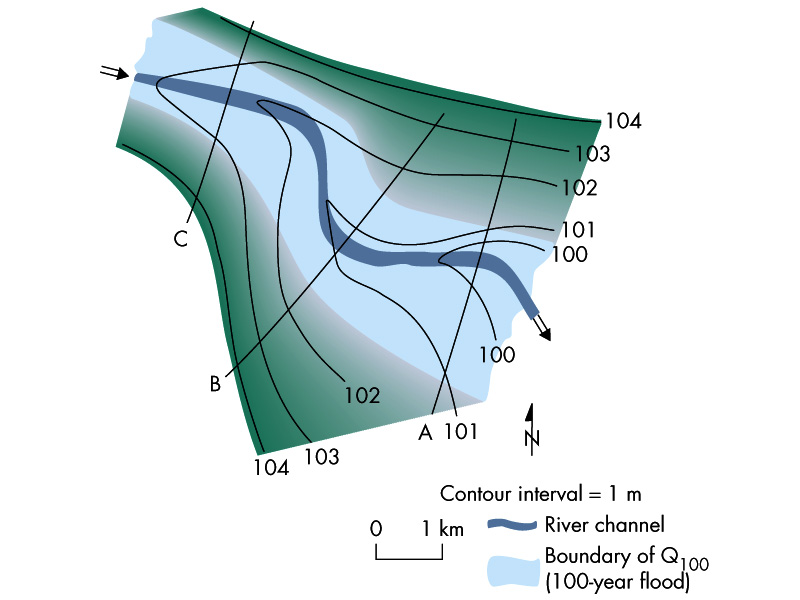 104
103
102
101
100
C
100
B
102
A 101
103
104
N
Contour interval = 1 m
0 1 km
River channel
Boundary of Q100
(100-year flood)